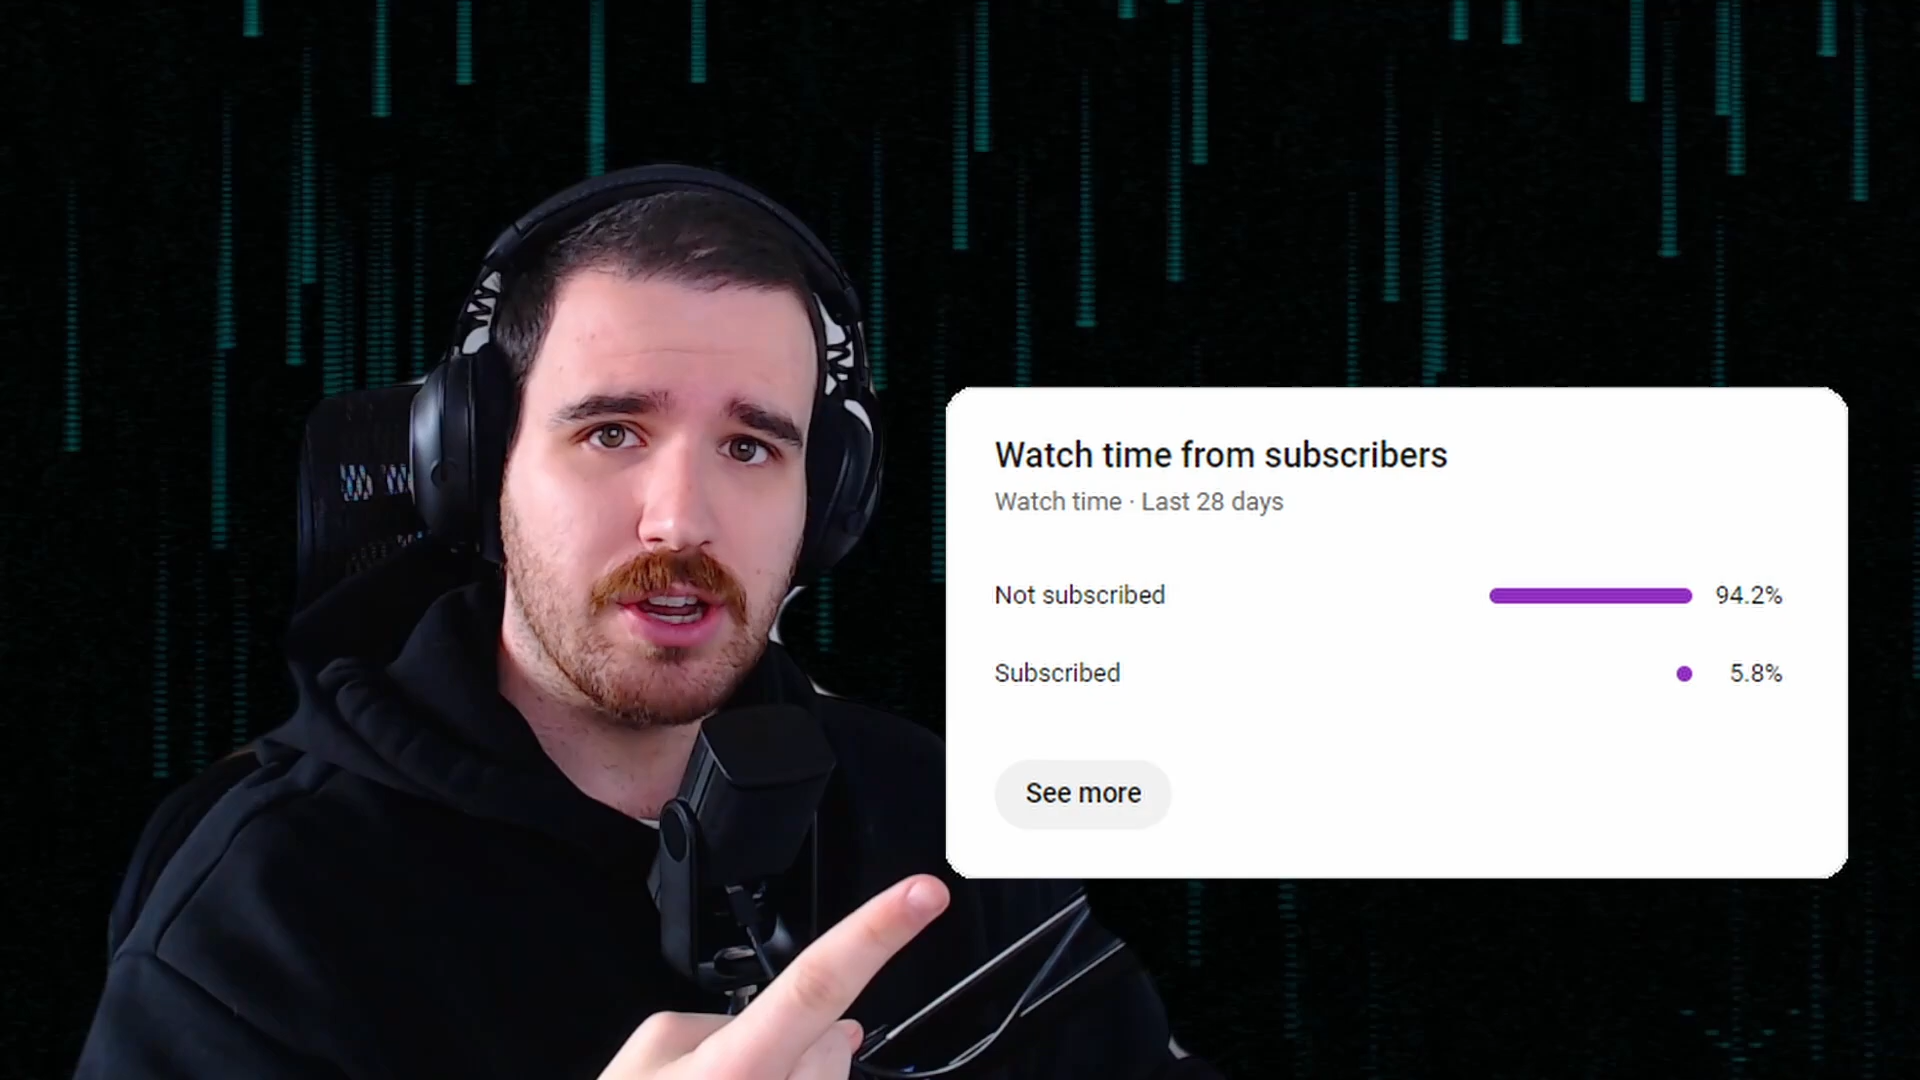 Watch time from subscribers
Watch time · Last 28 days
Not subscribed 94.2%
Subscribed 5.8%
See more